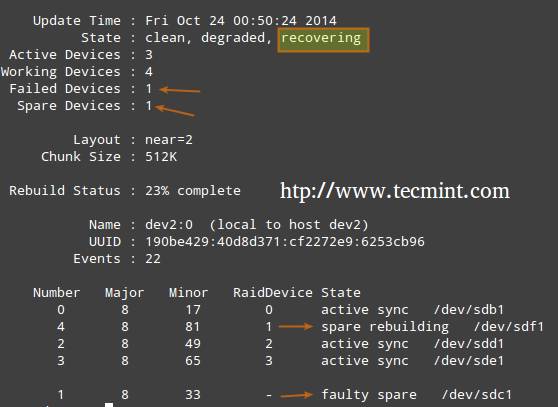 Update Time : Fri Oct 24 00:50:24 2014
State : clean, degraded, recovering
Active Devices : 3
Working Devices : 4
Failed Devices : 1
Spare Devices : 1
Layout : near=2
Chunk Size : 512K
Rebuild Status : 23% complete
htp://www.tecmint.com
Name : dev2:0 (local to host dev2)
UUID : 190be429:40d8d371:cf2272e9:6253cb96
Events : 22
Number Major Minor RaidDevice State
0 8 17 0 active sync /dev/sdb1
4 8 81 1 spare rebuilding /dev/sdf1
2 8 49 2 active sync /dev/sdd1
3 8 65 3 active sync /dev/sde1
1 8 33 - faulty spare /dev/sdc1